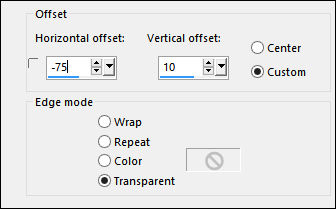 Offset
Horizontal offset: Vertical offset:
-75 10
Center
Custom
Edge mode
Wrap
Repeat
Color
Transparent